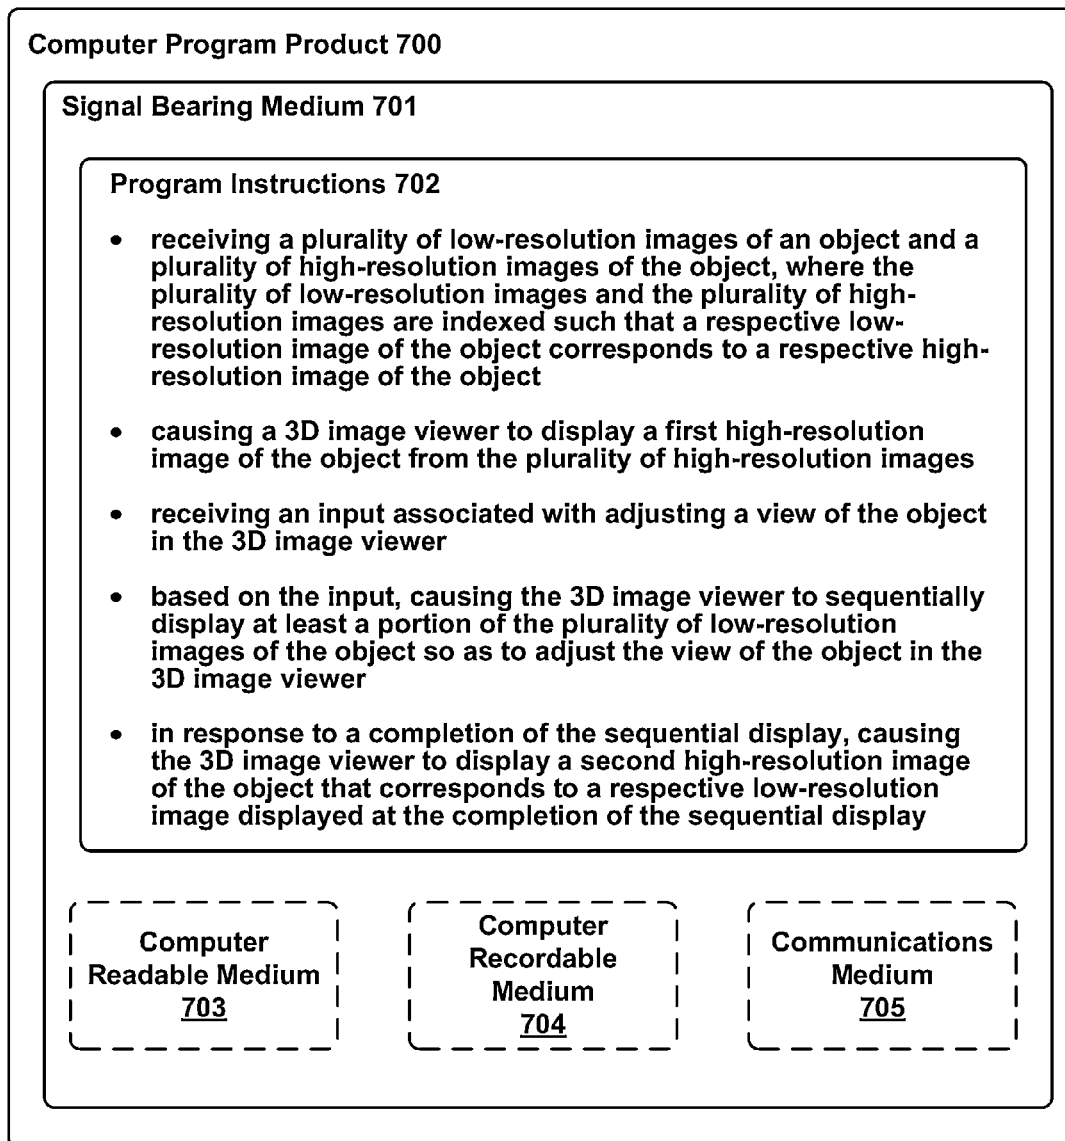 Computer Program Product 700
Signal Bearing Medium 701
Program Instructions 702
• receiving a plurality of low-resolution images of an object and a
plurality of high-resolution images of the object, where the
plurality of low-resolution images and the plurality of high-
resolution images are indexed such that a respective low-
resolution image of the object corresponds to a respective high-
resolution image of the object
• causing a 3D image viewer to display a first high-resolution
image of the object from the plurality of high-resolution images
• receiving an input associated with adjusting a view of the object
in the 3D image viewer
• based on the input, causing the 3D image viewer to sequentially
display at least a portion of the plurality of low-resolution
images of the object so as to adjust the view of the object in the
3D image viewer
• in response to a completion of the sequential display, causing
the 3D image viewer to display a second high-resolution image
of the object that corresponds to a respective low-resolution
image displayed at the completion of the sequential display
Computer
Readable Medium
703
Computer
Recordable
Medium
704
Communications
Medium
705